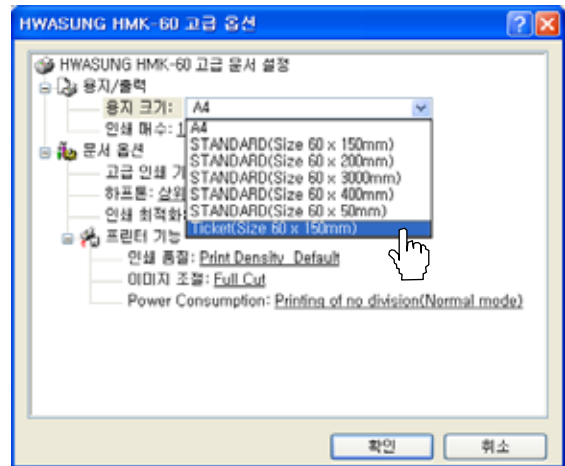 HWASUNG HMK-60 고급 옵션
HWASUNG HMK-60 고급 문서 설정
용지/출력
용지 크기: A4
인쇄 매수: 1
A4
STANDARD(Size 60 x 150mm)
문서 옵션
STANDARD(Size 60 x 200mm)
고급 인쇄 기
STANDARD(Size 60 x 3000mm)
하프톤: 상위
STANDARD(Size 60 x 400mm)
인쇄 최적화:
STANDARD(Size 60 x 50mm)
프린터 기능
Ticket(Size 60 x 150mm)
인쇄 품질: Print Density Default
이미지 조절: Full Cut
Power Consumption: Printing of no division(Normal mode)
확인
취소